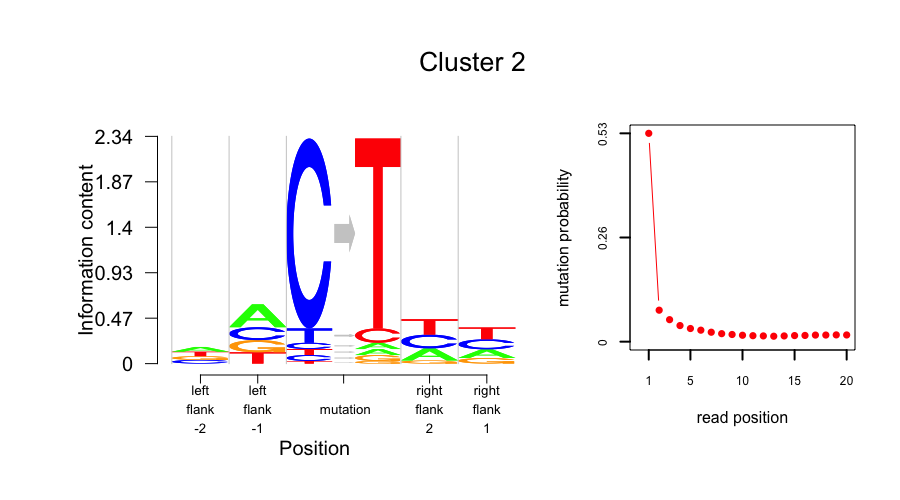 Cluster 2
Information content
2.34
1.87
1.4
0.93
0.47
0
A
T
G
C
A
C
G
T
C
T
C
T
C
T
C
A
G
T
C
A
T
C
A
G
left flank -2
left flank -1
mutation
right flank 2
right flank 1
Position
mutation probability
0.53
0.26
0
1 5 10 15 20
read position